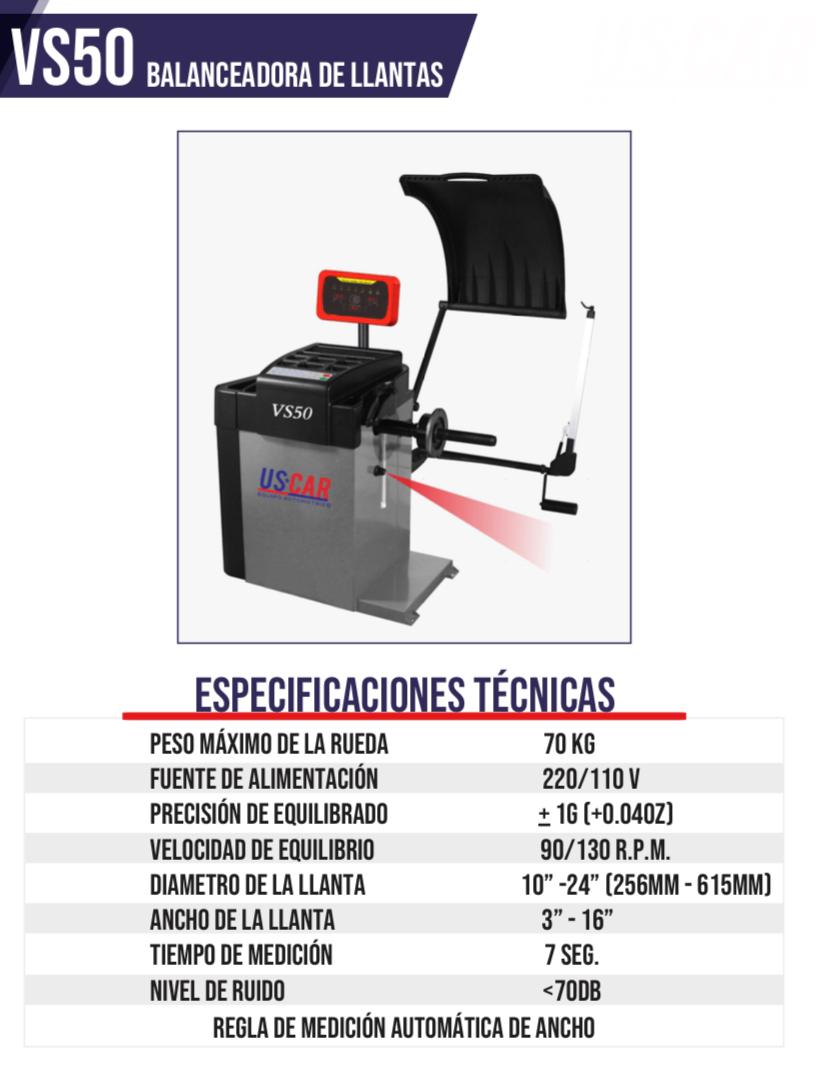 VS50 BALANCEADORA DE LLANTAS
VS50
US·CAR
EQUIPO AUTOMOTRIZ
ESPECIFICACIONES TÉCNICAS
PESO MÁXIMO DE LA RUEDA 70 KG
FUENTE DE ALIMENTACIÓN 220/110 V
PRECISIÓN DE EQUILIBRADO ± 1G (+0.04OZ)
VELOCIDAD DE EQUILIBRIO 90/130 R.P.M.
DIAMETRO DE LA LLANTA 10” -24” (256MM - 615MM)
ANCHO DE LA LLANTA 3” - 16”
TIEMPO DE MEDICIÓN 7 SEG.
NIVEL DE RUIDO <70DB
REGLA DE MEDICIÓN AUTOMÁTICA DE ANCHO